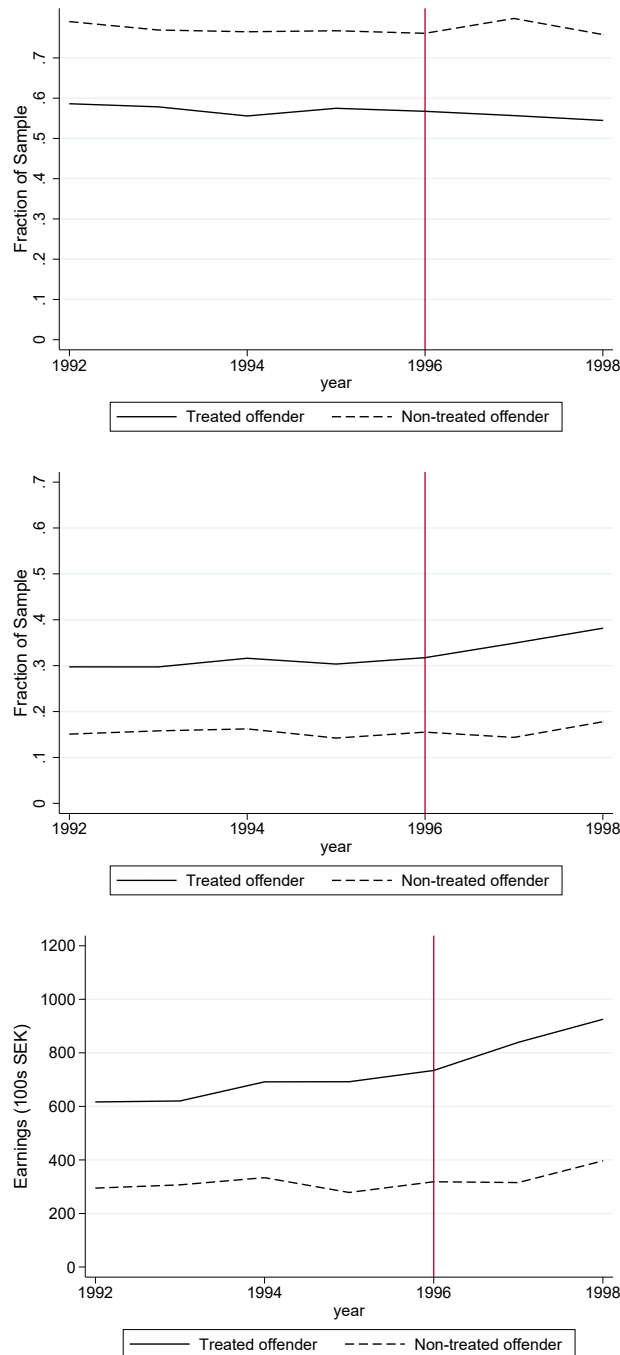 Fraction of Sample
.7
.6
.5
.4
.3
.2
.1
0
1992 1994 1996 1998
year
Treated offender Non-treated offender
Fraction of Sample
.7
.6
.5
.4
.3
.2
.1
0
1992 1994 1996 1998
year
Treated offender Non-treated offender
Earnings (100s SEK)
1200
1000
800
600
400
200
0
1992 1994 1996 1998
year
Treated offender Non-treated offender